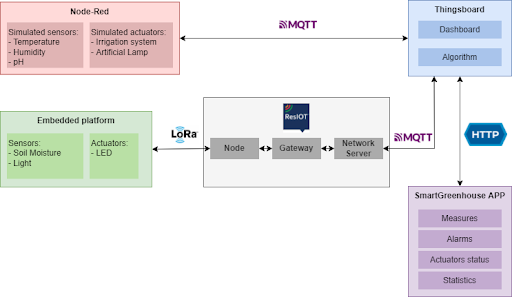 Node-Red
Simulated sensors:
- Temperature
- Humidity
- pH
Simulated actuators:
- Irrigation system
- Artificial Lamp
MQTT
Thingsboard
Dashboard
Algorithm
Embedded platform
Sensors:
- Soil Moisture
- Light
Actuators:
- LED
LoRa
ResIOT
Node
Gateway
Network
Server
MQTT
HTTP
SmartGreenhouse APP
Measures
Alarms
Actuators status
Statistics